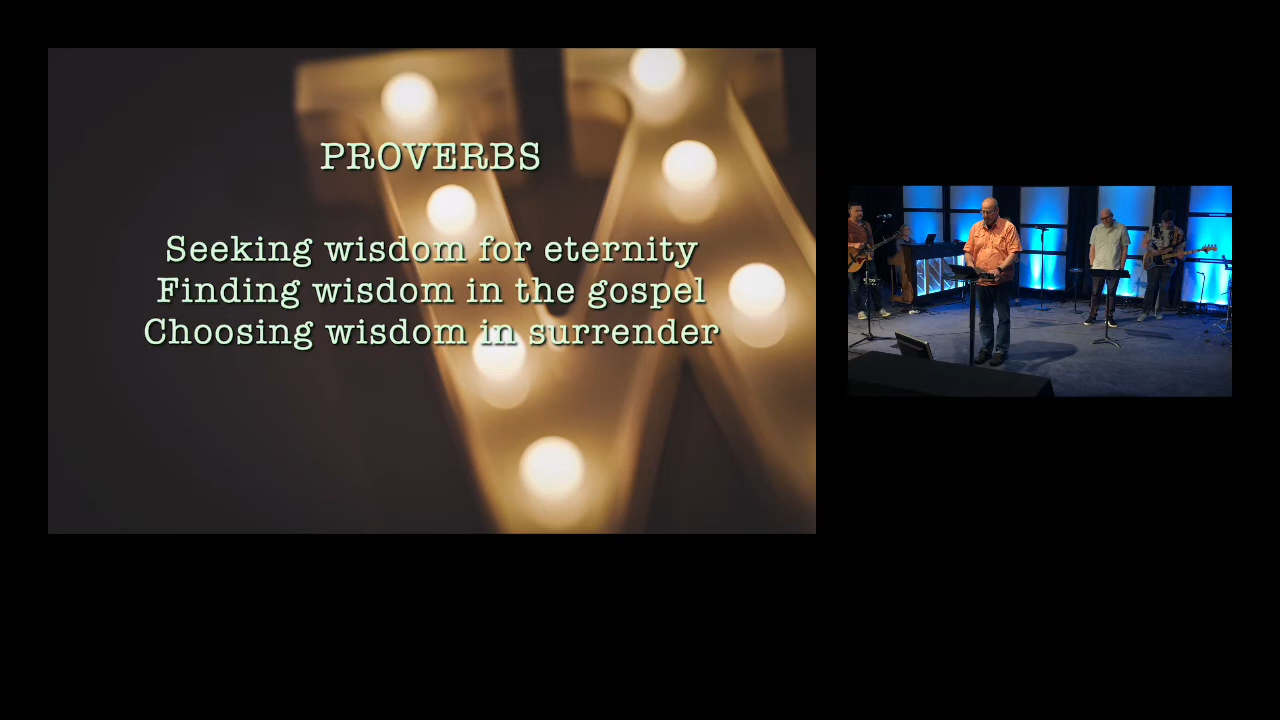 PROVERBS
Seeking wisdom for eternity
Finding wisdom in the gospel
Choosing wisdom in surrender